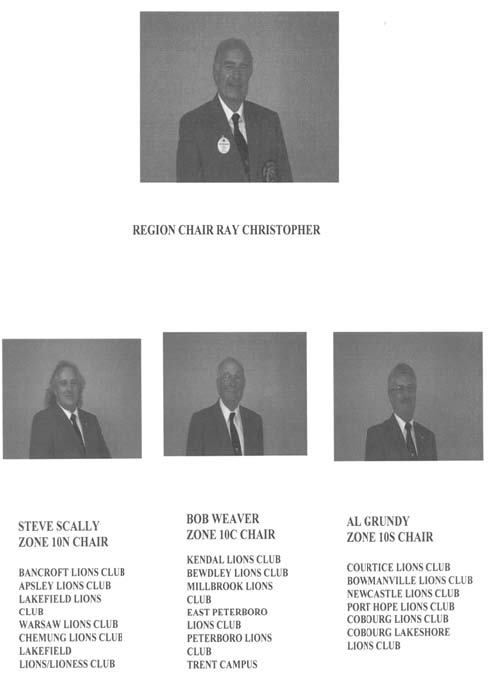 REGION CHAIR RAY CHRISTOPHER
STEVE SCALLY
ZONE 10N CHAIR
BANCROFT LIONS CLUB
APSLEY LIONS CLUB
LAKEFIELD LIONS
CLUB
WARSAW LIONS CLUB
CHEMUNG LIONS CLUB
LAKEFIELD
LIONS/LIONESS CLUB
BOB WEAVER
ZONE 10C CHAIR
KENDAL LIONS CLUB
BEWDLEY LIONS CLUB
MILLBROOK LIONS
CLUB
EAST PETERBORO
LIONS CLUB
PETERBORO LIONS
CLUB
TRENT CAMPUS
AL GRUNDY
ZONE 10S CHAIR
COURTICE LIONS CLUB
BOWMANVILLE LIONS CLUB
NEWCASTLE LIONS CLUB
PORT HOPE LIONS CLUB
COBOURG LIONS CLUB
COBOURG LAKESHORE
LIONS CLUB